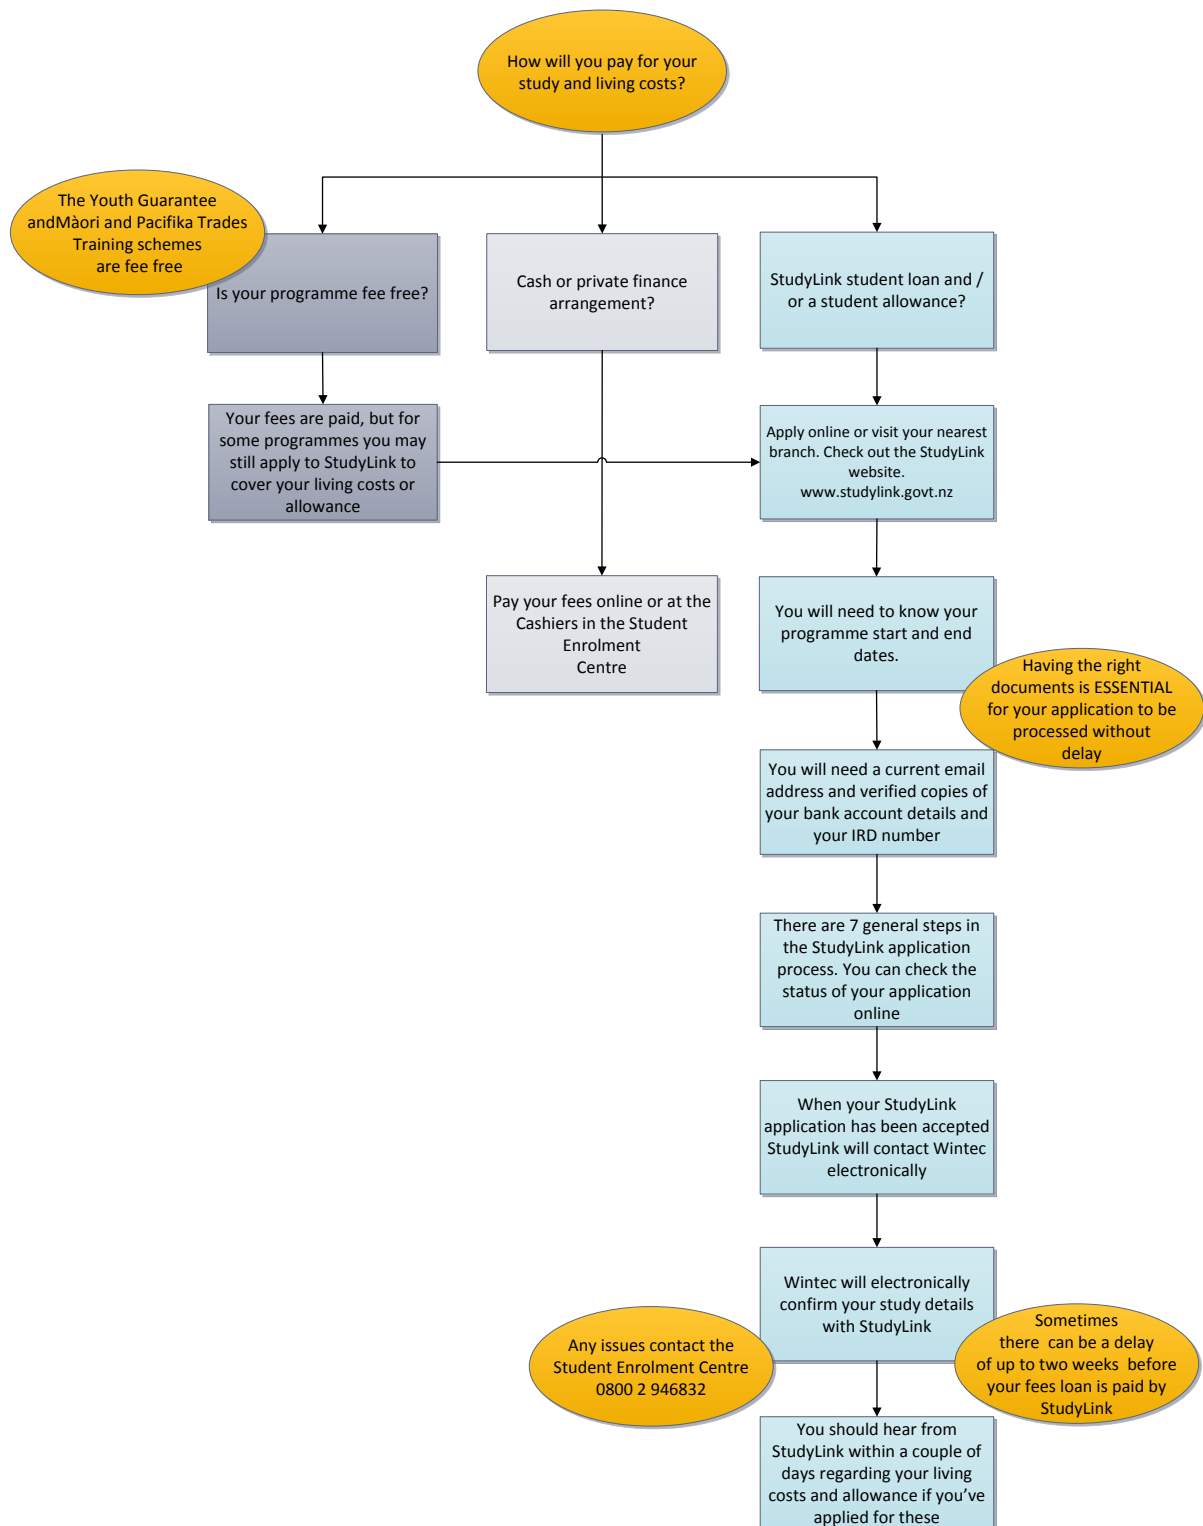 How will you pay for your
study and living costs?
The Youth Guarantee
andMàori and Pacifika Trades
Training schemes
are fee free
Is your programme fee free?
Cash or private finance
arrangement?
StudyLink student loan and /
or a student allowance?
Your fees are paid, but for
some programmes you may
still apply to StudyLink to
cover your living costs or
allowance
Apply online or visit your nearest
branch. Check out the StudyLink
website.
www.studylink.govt.nz
Pay your fees online or at the
Cashiers in the Student
Enrolment
Centre
You will need to know your
programme start and end
dates.
Having the right
documents is ESSENTIAL
for your application to be
processed without
delay
You will need a current email
address and verified copies of
your bank account details and
your IRD number
There are 7 general steps in
the StudyLink application
process. You can check the
status of your application
online
When your StudyLink
application has been accepted
StudyLink will contact Wintec
electronically
Wintec will electronically
confirm your study details
with StudyLink
Any issues contact the
Student Enrolment Centre
0800 2 946832
Sometimes
there  can be a delay
of up to two weeks  before
your fees loan is paid by
StudyLink
You should hear from
StudyLink within a couple of
days regarding your living
costs and allowance if you've
applied for these